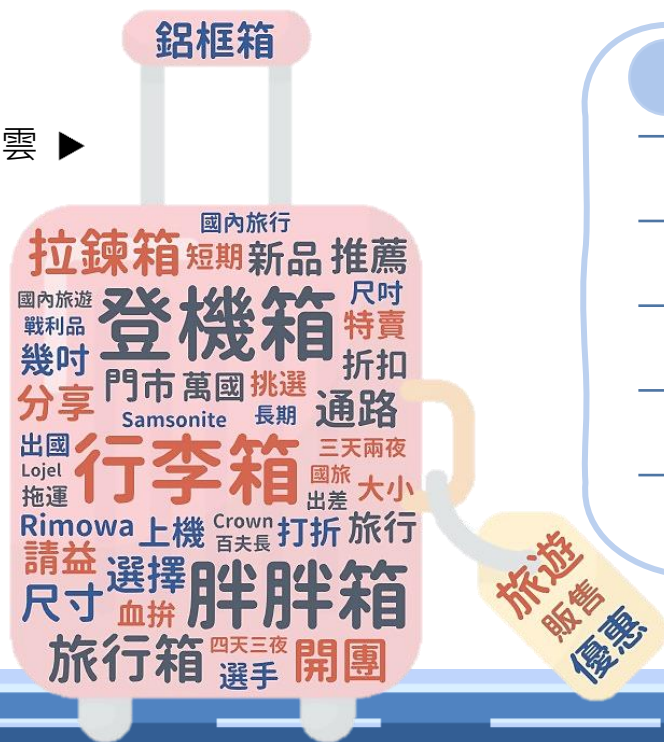 鋁框箱
雲 ▶
國內旅行
拉鍊箱 短期 新品 推薦
國內旅遊 登機箱 尺吋
戰利品 特賣
幾吋 折扣
分享 門市 萬國 挑選 通路
Samsonite 長期
出國 行李箱 三天兩夜
Lojel 國旅 大小
拖運 出差
Rimowa 上機 Crown 打折 旅行
百夫長
請益 選擇 胖胖箱
尺寸 血拚
旅行箱 四天三夜 開團
選手
旅遊
販售
優惠